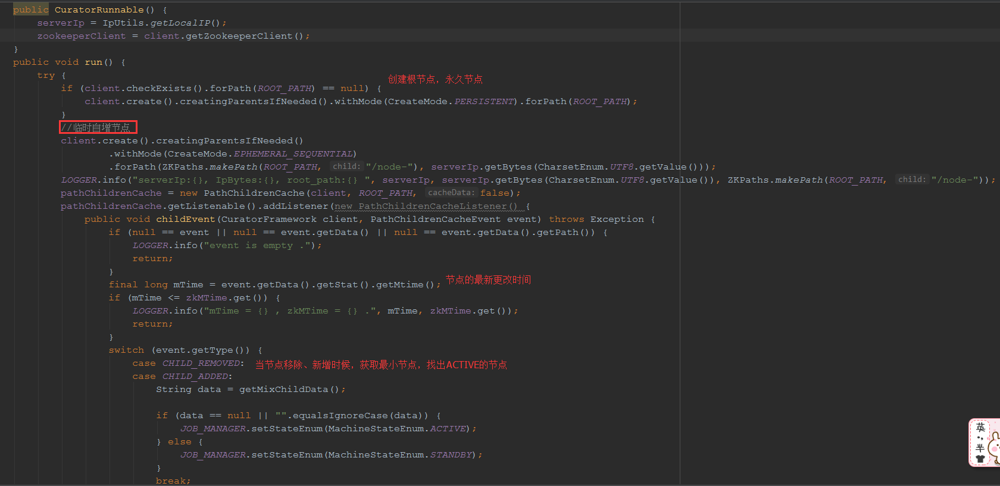 public CuratorRunnable() {
serverIp = IpUtils.getLocalIP();
zookeeperClient = client.getZookeeperClient();
}
public void run() {
try {
创建根节点，永久节点
if (client.checkExists().forPath(ROOT_PATH) == null) {
client.create().creatingParentsIfNeeded().withMode(CreateMode.PERSISTENT).forPath(ROOT_PATH);
}
//临时自增节点
client.create().creatingParentsIfNeeded()
.withMode(CreateMode.EPHEMERAL_SEQUENTIAL)
.forPath(ZKPaths.makePath(ROOT_PATH, child: "/node-"), serverIp.getBytes(CharsetEnum.UTF8.getValue()));
LOGGER.info("serverIp:{}, IpBytes:{}, root_path:{} ", serverIp, serverIp.getBytes(CharsetEnum.UTF8.getValue()), ZKPaths.makePath(ROOT_PATH, child: "/node-"));
pathChildrenCache = new PathChildrenCache(client, ROOT_PATH, cacheData: false);
pathChildrenCache.getListenable().addListener(new PathChildrenCacheListener() {
public void childEvent(CuratorFramework client, PathChildrenCacheEvent event) throws Exception {
if (null == event || null == event.getData() || null == event.getData().getPath()) {
LOGGER.info("event is empty .");
return;
}
final long mTime = event.getData().getStat().getMtime(); 节点的最新更改时间
if (mTime <= zkMTime.get()) {
LOGGER.info("mTime = {} , zkMTime = {} .", mTime, zkMTime.get());
return;
}
switch (event.getType()) {
case CHILD_REMOVED: 当节点移除、新增时候，获取最小节点，找出ACTIVE的节点
case CHILD_ADDED:
String data = getMixChildData();
if (data == null || "".equalsIgnoreCase(data)) {
JOB_MANAGER.setStateEnum(MachineStateEnum.ACTIVE);
} else {
JOB_MANAGER.setStateEnum(MachineStateEnum.STANDBY);
}
break;
英
半